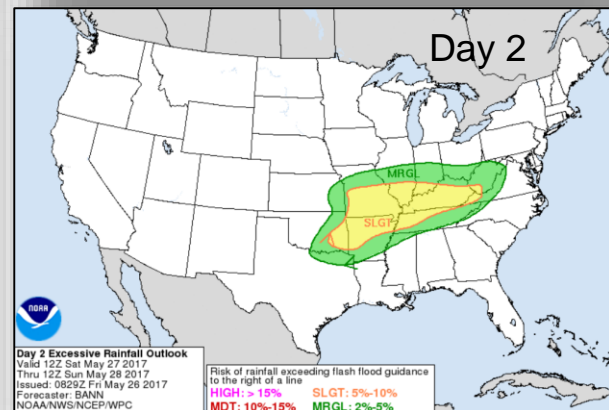 Day 2
MRGL
SLGT
NOAA
Day 2 Excessive Rainfall Outlook
Valid 12Z Sat May 27 2017
Thru 12Z Sun May 28 2017
Issued: 0829Z Fri May 26 2017
Forecaster: BANN
NOAA/NWS/NCEP/WPC
Risk of rainfall exceeding flash flood guidance
to the right of a line
HIGH: > 15% SLGT: 5%-10%
MDT: 10%-15% MRGL: 2%-5%